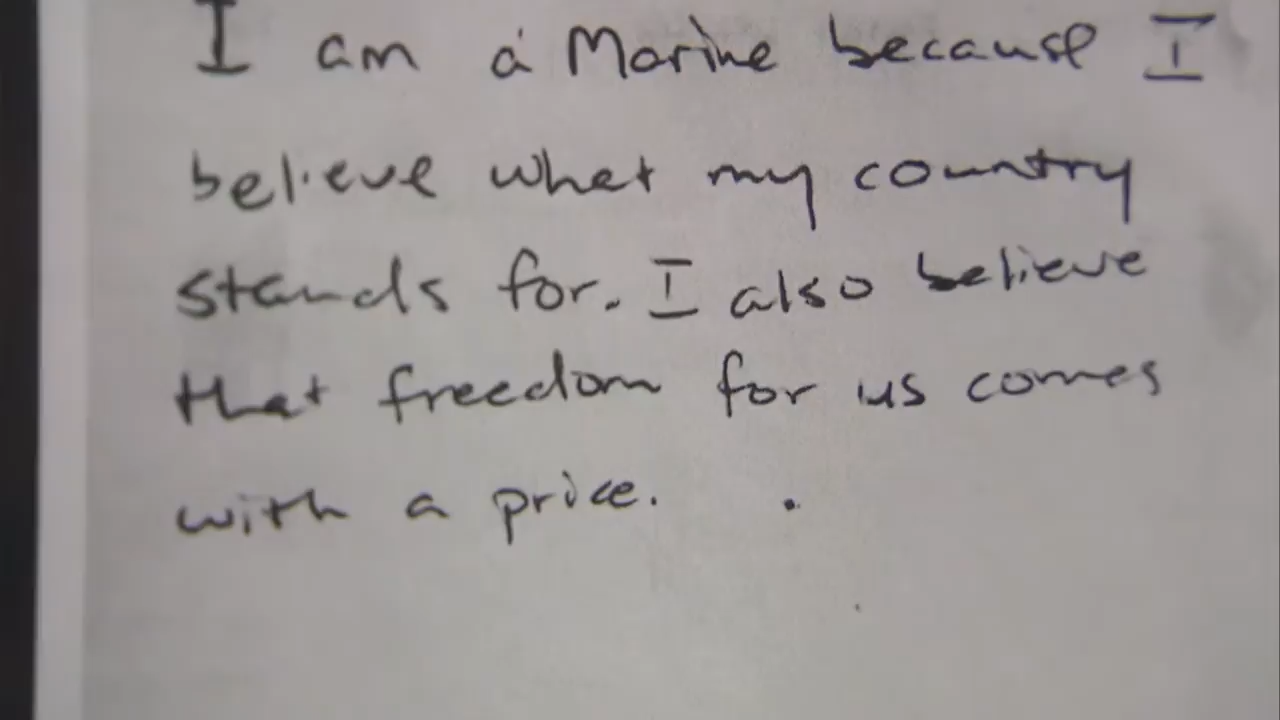 I am a Marine because I
believe what my country
stands for. I also believe
that freedom for us comes
with a price.